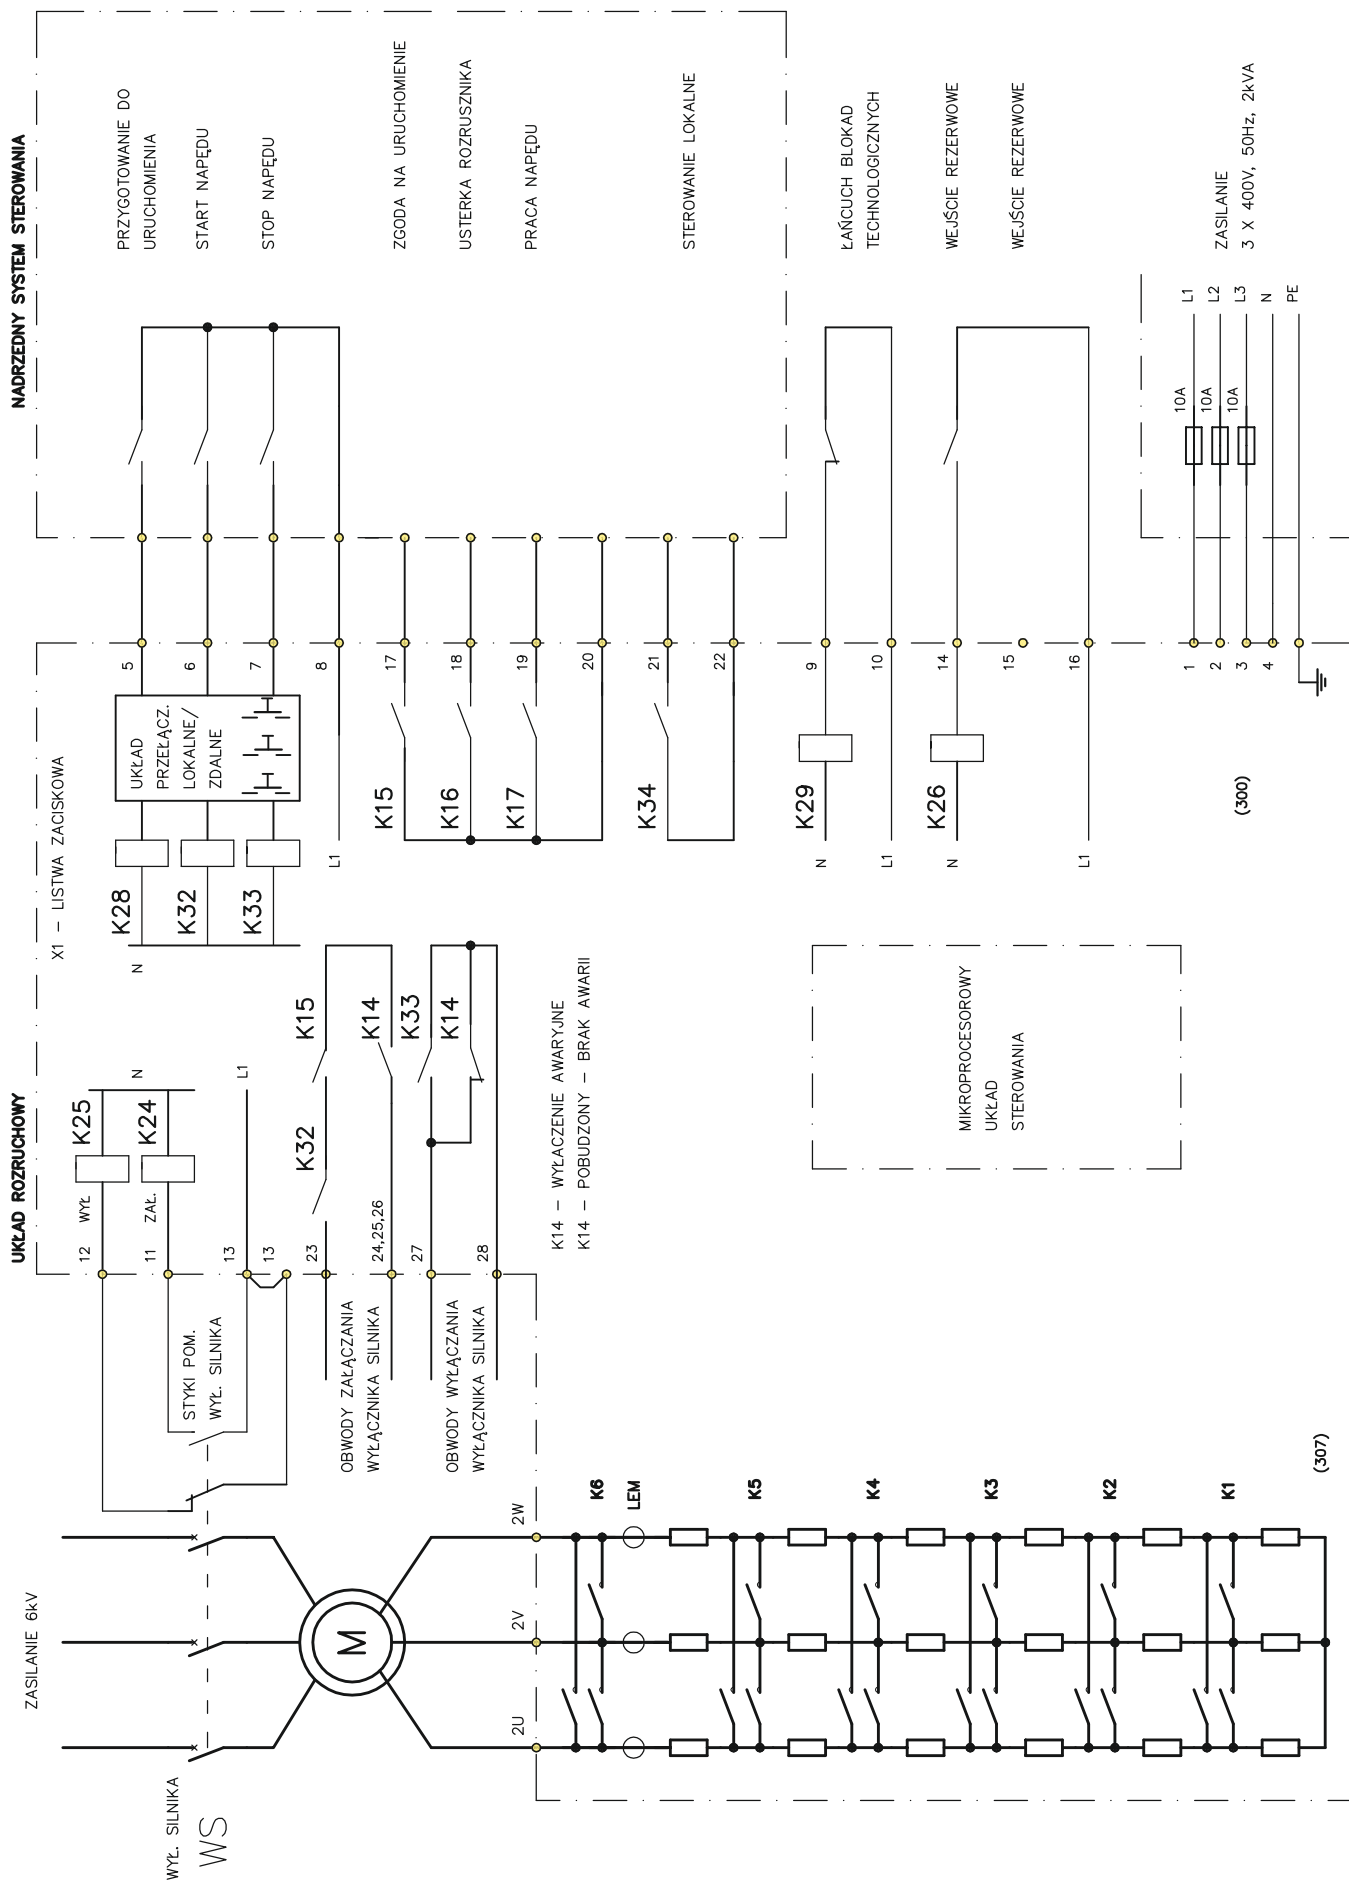 ZASILANIE 6kV
WYŁ. SILNIKA
WS
M
2U
2V
2W
STYKI POM.
WYŁ. SILNIKA
OBWODY ZAŁĄCZANIA
WYŁĄCZNIKA SILNIKA
OBWODY WYŁĄCZANIA
WYŁĄCZNIKA SILNIKA
K6
LEM
K5
K4
K3
K2
K1
(307)
UKŁAD ROZRUCHOWY
12
WYŁ
K25
11
ZAŁ.
K24
N
13
L1
13
23
K32
K15
24,25,26
K14
27
K33
K14
28
K14 – WYŁACZENIE AWARYJNE
K14 – POBUDZONY – BRAK AWARII
MIKROPROCESOROWY
UKŁAD
STEROWANIA
X1 – LISTWA ZACISKOWA
N
K28
K32
K33
UKŁAD
PRZEŁĄCZ.
LOKALNE/
ZDALNE
L1
5
6
7
8
K15
17
K16
18
K17
19
20
K34
21
22
N
K29
9
L1
10
N
K26
14
15
L1
16
(300)
1
2
3
4
NADRZEDNY SYSTEM STEROWANIA
PRZYGOTOWANIE DO
URUCHOMIENIA
START NAPĘDU
STOP NAPĘDU
ZGODA NA URUCHOMIENIE
USTERKA ROZRUSZNIKA
PRACA NAPĘDU
STEROWANIE LOKALNE
ŁAŃCUCH BLOKAD
TECHNOLOGICZNYCH
WEJŚCIE REZERWOWE
WEJŚCIE REZERWOWE
10A
L1
10A
L2
10A
L3
N
PE
ZASILANIE
3 X 400V, 50Hz, 2kVA